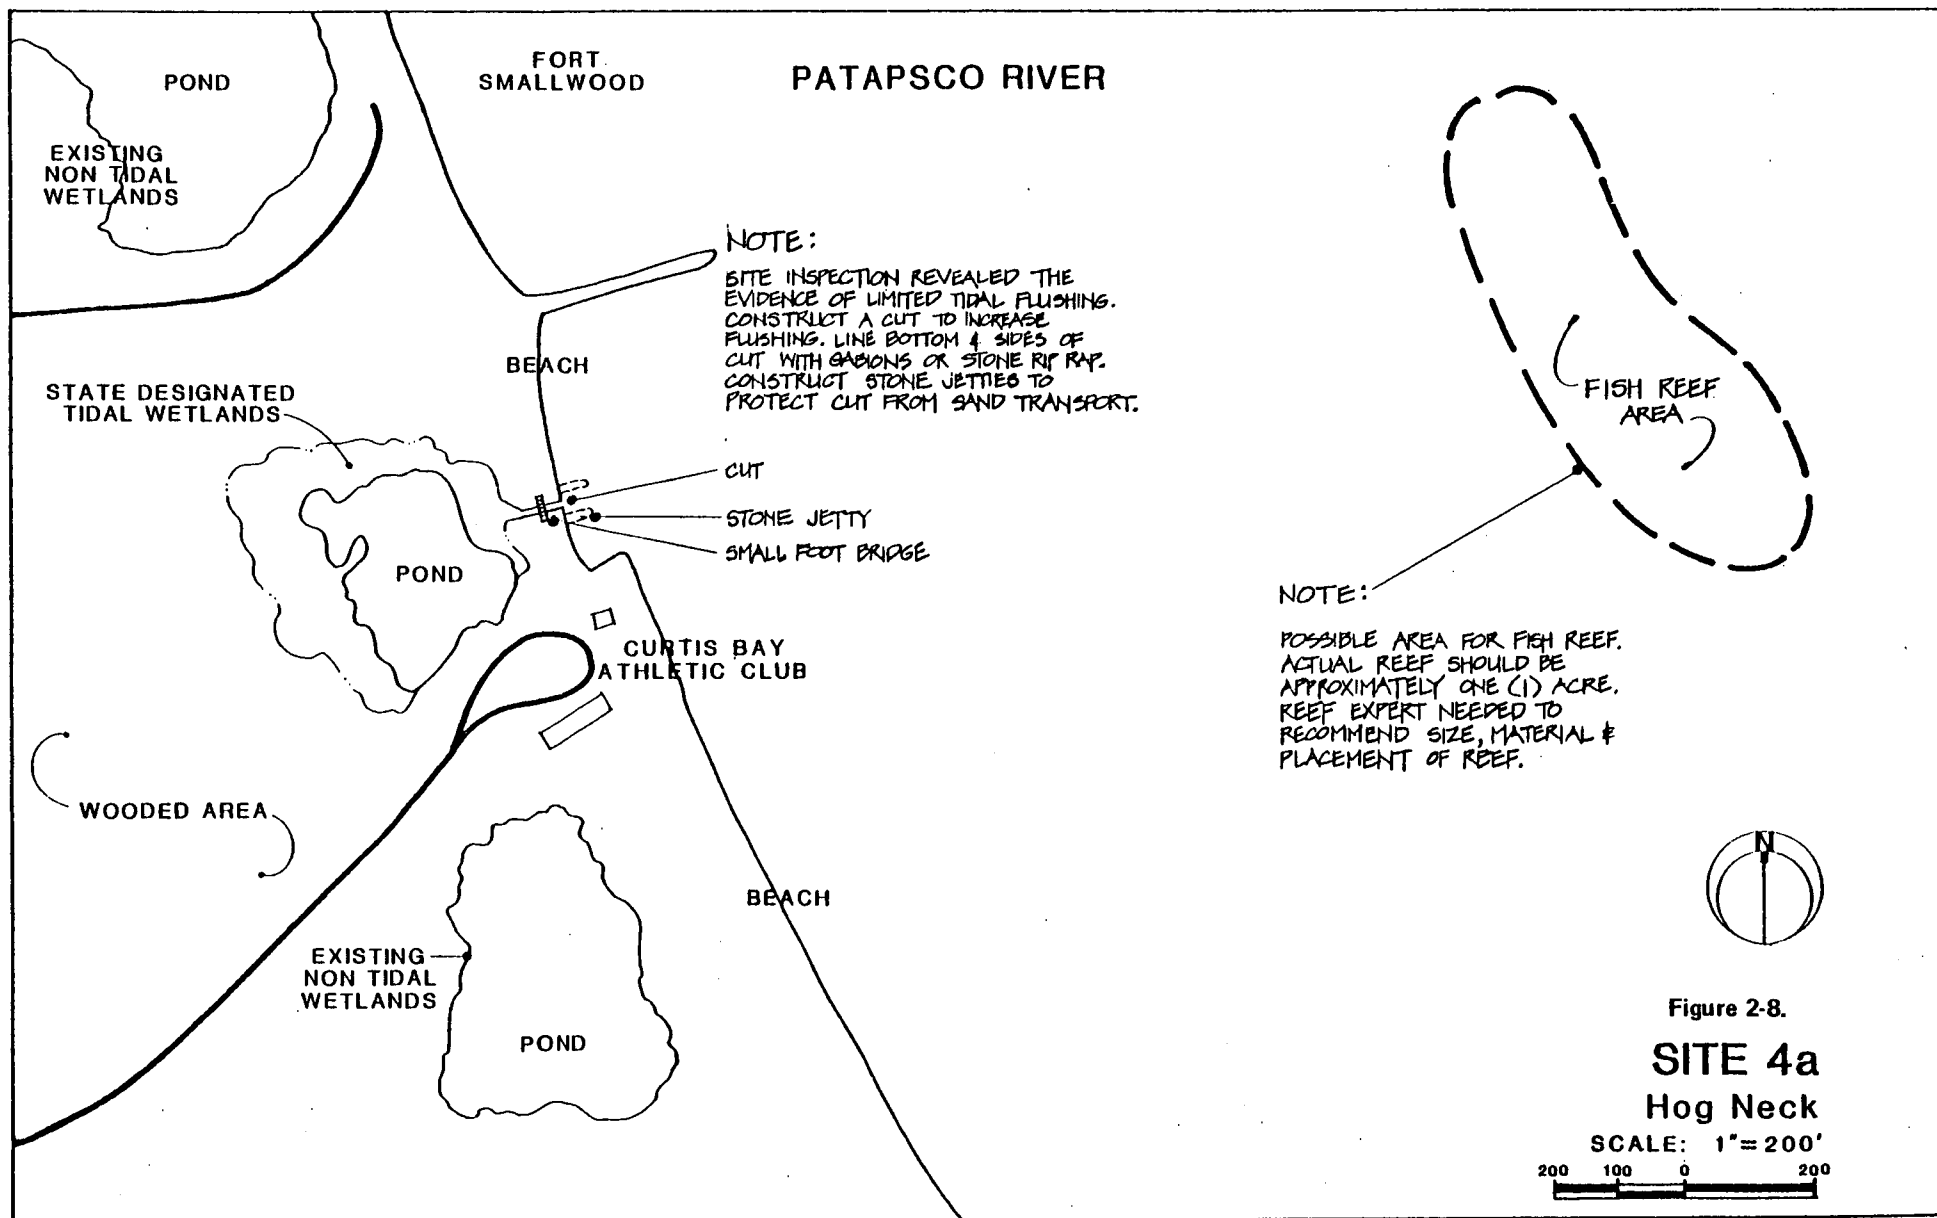 POND
FORT
SMALLWOOD
PATAPSCO RIVER
EXISTING
NON TIDAL
WETLANDS
NOTE:
SITE INSPECTION REVEALED THE
EVIDENCE OF LIMITED TIDAL FLUSHING.
CONSTRUCT A CUT TO INCREASE
FLUSHING. LINE BOTTOM & SIDES OF
CUT WITH GABIONS OR STONE RIP RAP.
CONSTRUCT STONE JETTIES TO
PROTECT CUT FROM SAND TRANSPORT.
BEACH
STATE DESIGNATED
TIDAL WETLANDS
FISH REEF
AREA
CUT
STONE JETTY
SMALL FOOT BRIDGE
POND
NOTE:
POSSIBLE AREA FOR FISH REEF.
ACTUAL REEF SHOULD BE
APPROXIMATELY ONE (1) ACRE.
REEF EXPERT NEEDED TO
RECOMMEND SIZE, MATERIAL &
PLACEMENT OF REEF.
CURTIS BAY
ATHLETIC CLUB
WOODED AREA
BEACH
N
EXISTING
NON TIDAL
WETLANDS
POND
Figure 2-8.
SITE 4a
Hog Neck
SCALE: 1"=200'
200 100 0 200